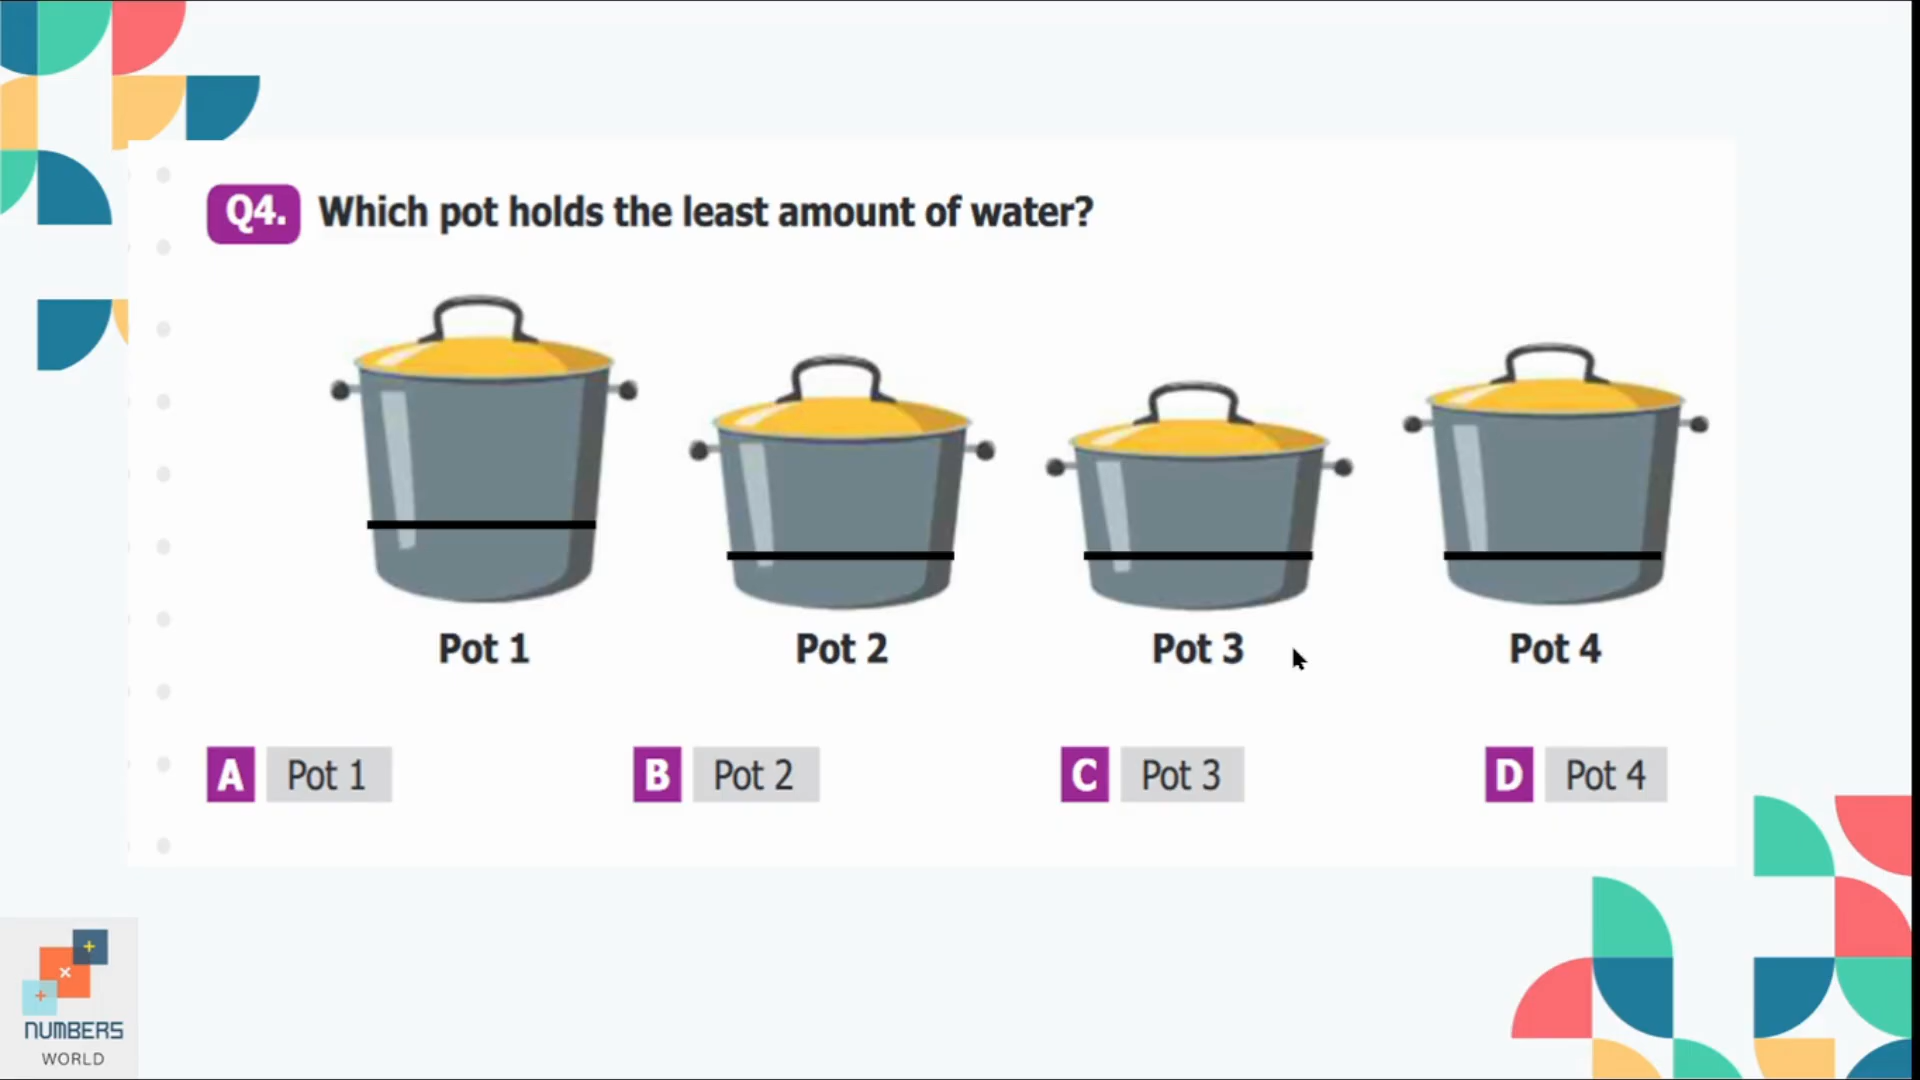 Q4. Which pot holds the least amount of water?
Pot 1 Pot 2 Pot 3 Pot 4
A Pot 1 B Pot 2 C Pot 3 D Pot 4
+
×
+
NUMBERS
WORLD